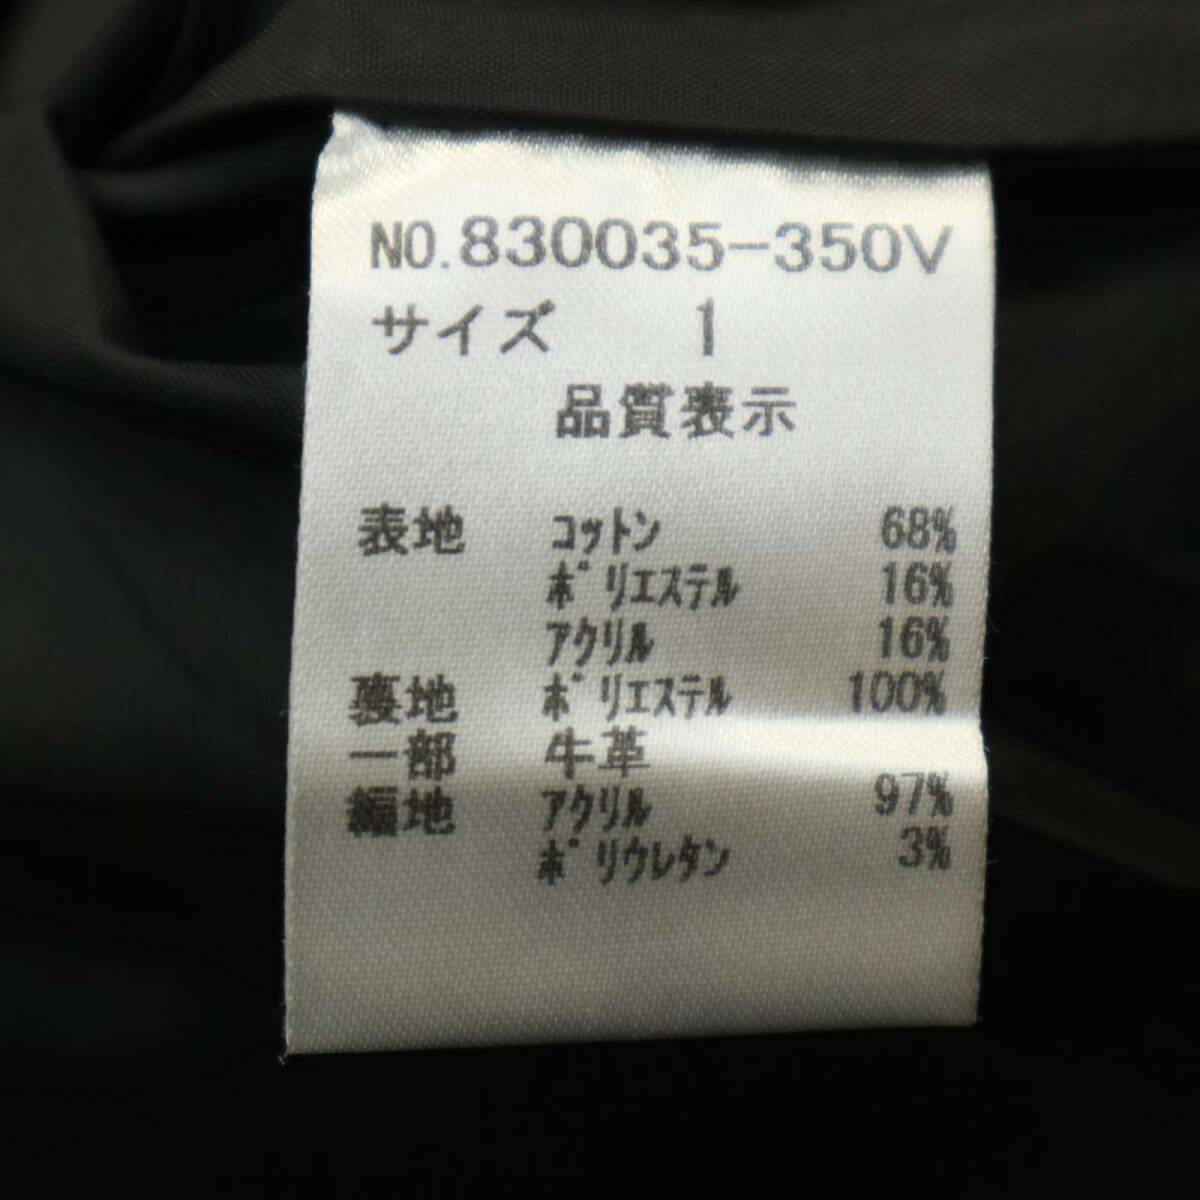 NO.830035-350V
サイズ 1
品質表示
表地 コットン 68%
ポリエステル 16%
アクリル 16%
裏地 ポリエステル 100%
一部 牛革
編地 アクリル 97%
ポリウレタン 3%